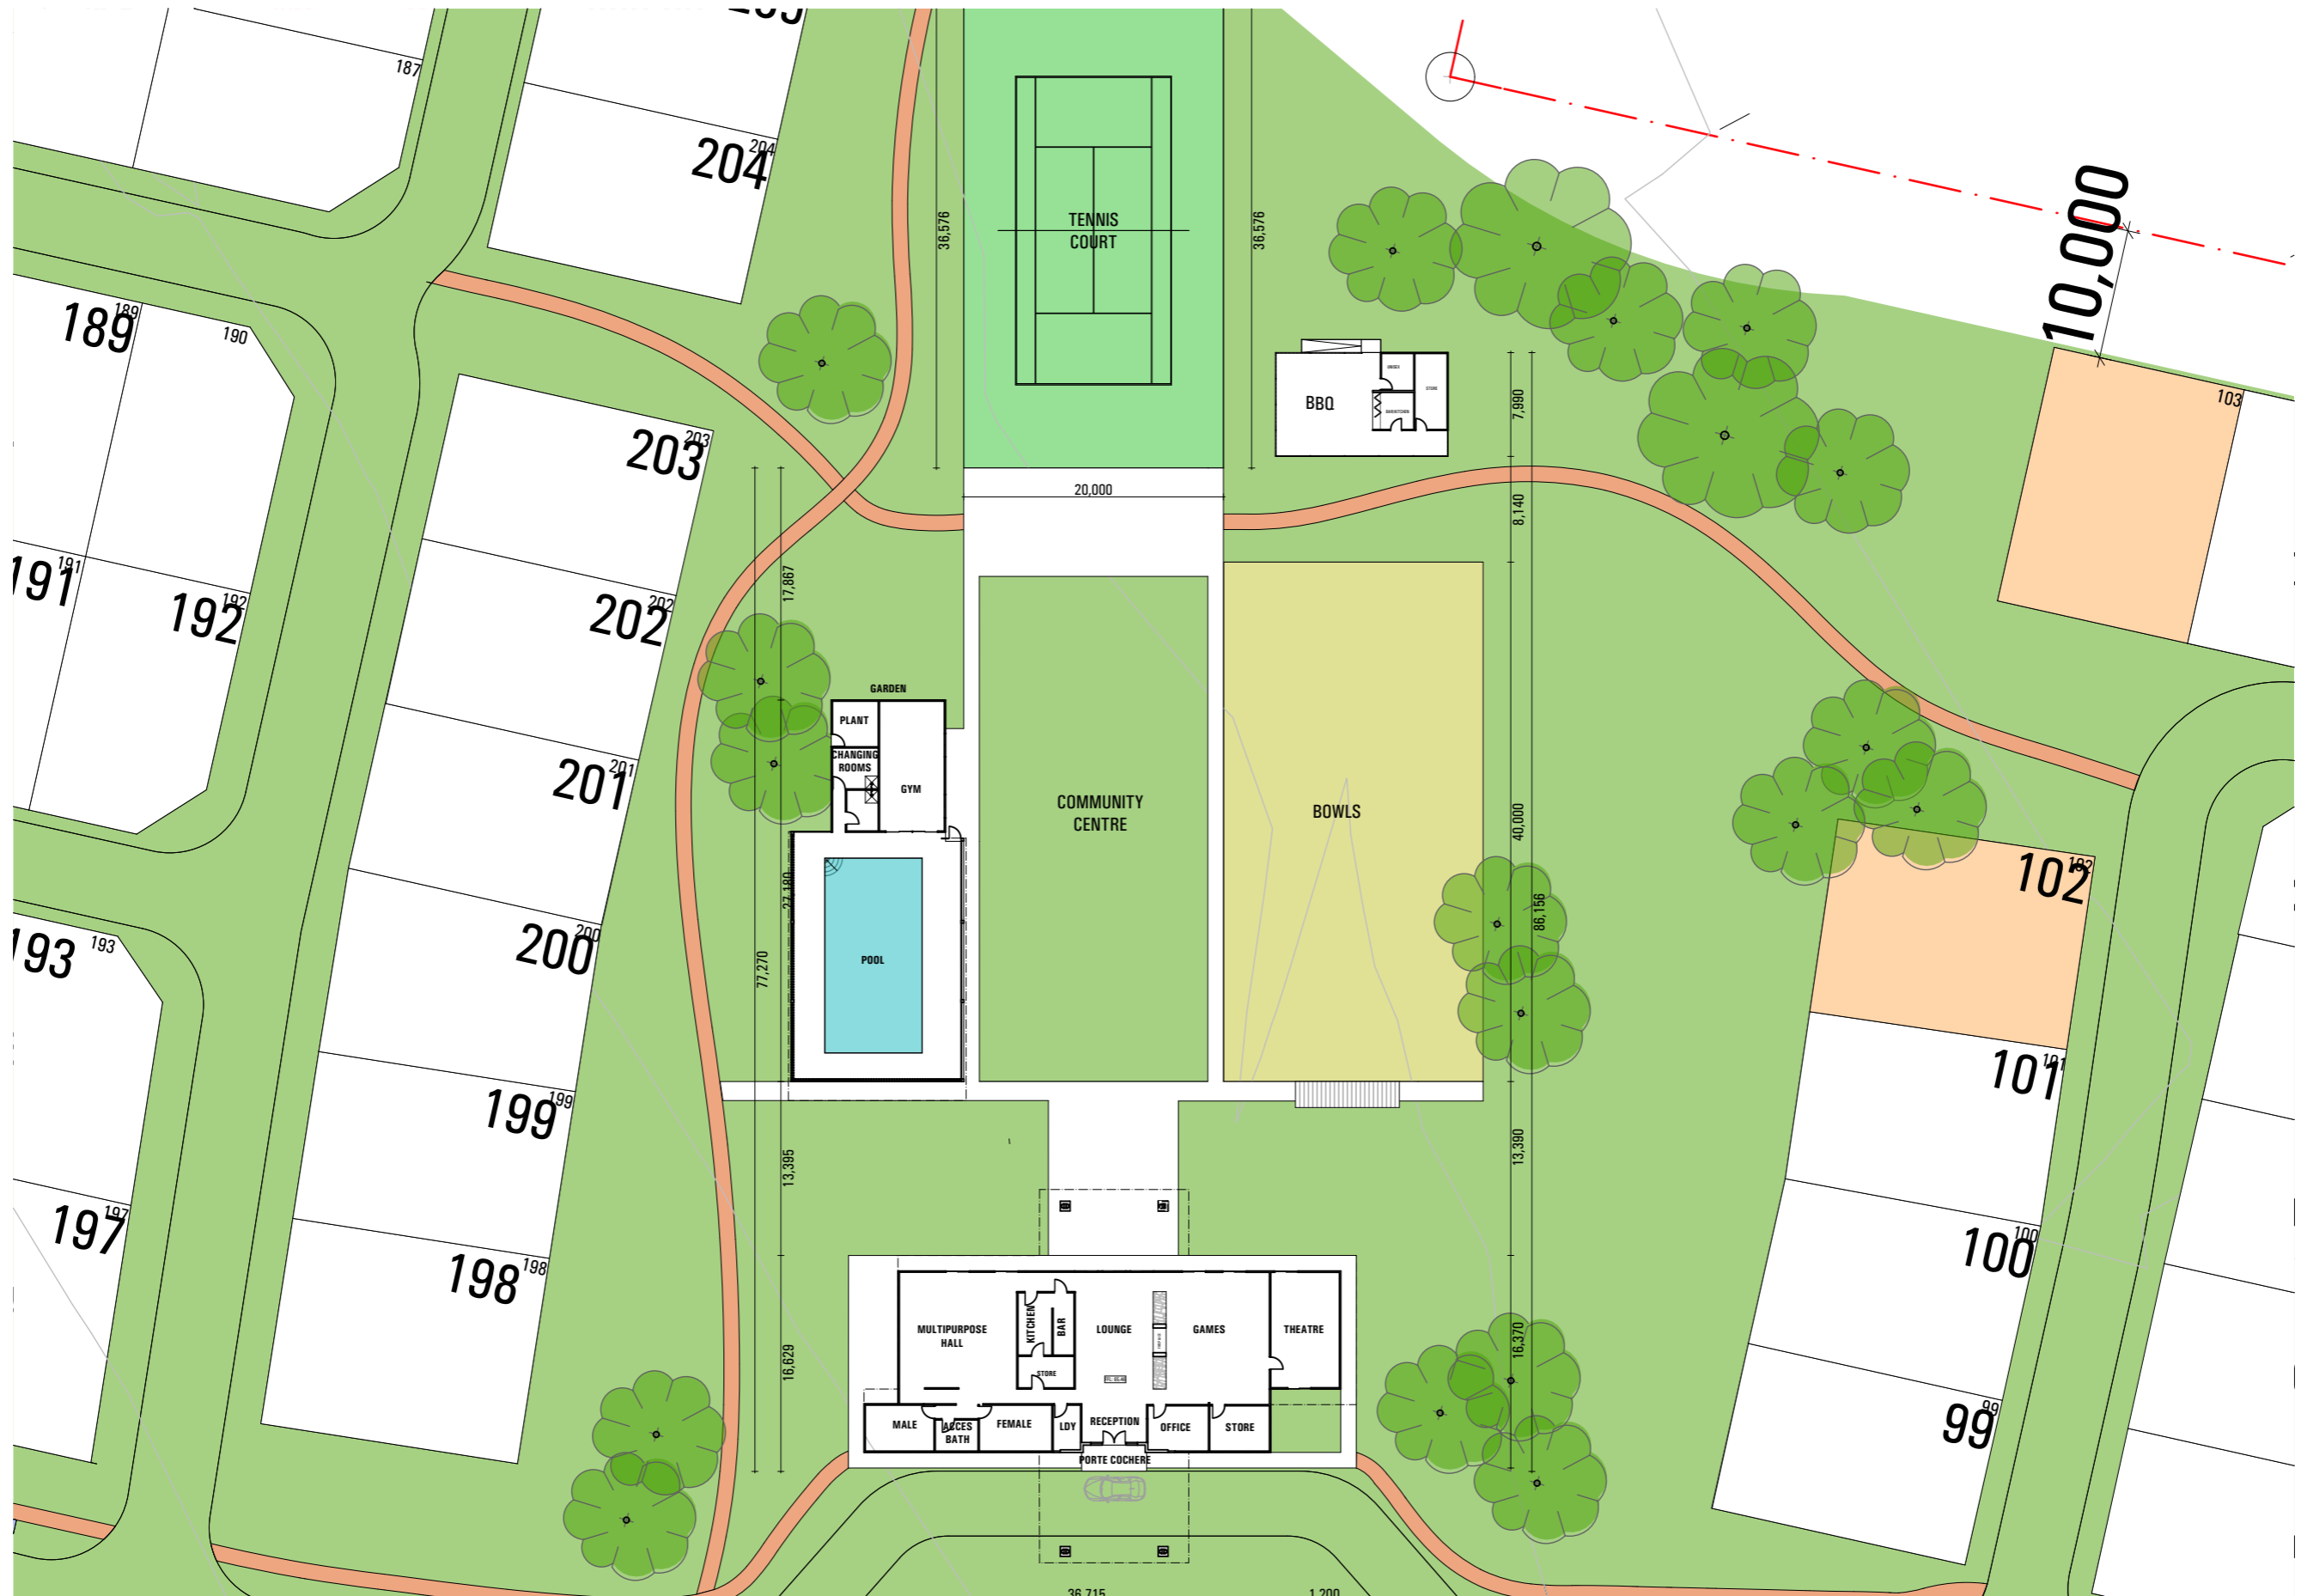 187
204
204
TENNIS
COURT
36,576
36,576
10,000
189
189
190
BBQ
UNISEX
STORE
7,990
103
203
203
20,000
8,140
191
191
192
192
202
202
17,867
GARDEN
PLANT
CHANGING
ROOMS
GYM
201
201
COMMUNITY
CENTRE
BOWLS
40,000
102
102
27,180
86,156
193
193
200
200
77,270
POOL
101
101
199
199
13,395
13,390
197
197
198
198
100
100
MULTIPURPOSE
HALL
KITCHEN
BAR
LOUNGE
GAMES
THEATRE
16,629
16,370
STORE
99
99
MALE
ACCES
BATH
FEMALE
LDY
RECEPTION
OFFICE
STORE
PORTE COCHERE
36,715
1,200